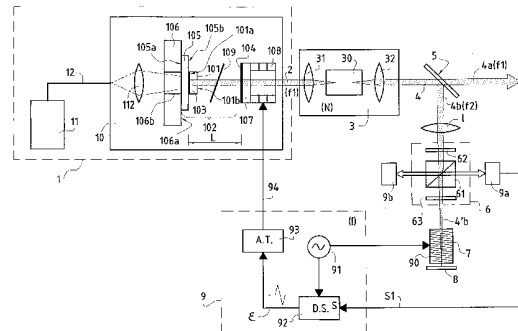 106 105 105b 101a
105a 101 109 104 108
12
112
2
(f1)
31 30 32
5
4a(f1)
4
4b(f2)
(N)
3
l
11
10
106b 103 101b 107
102
106a
L
1
62
9b 61 9a
63 6
94
4'b
(I)
A.T. 93
91
90 7
8
9
ε
D.S. S
92
S1